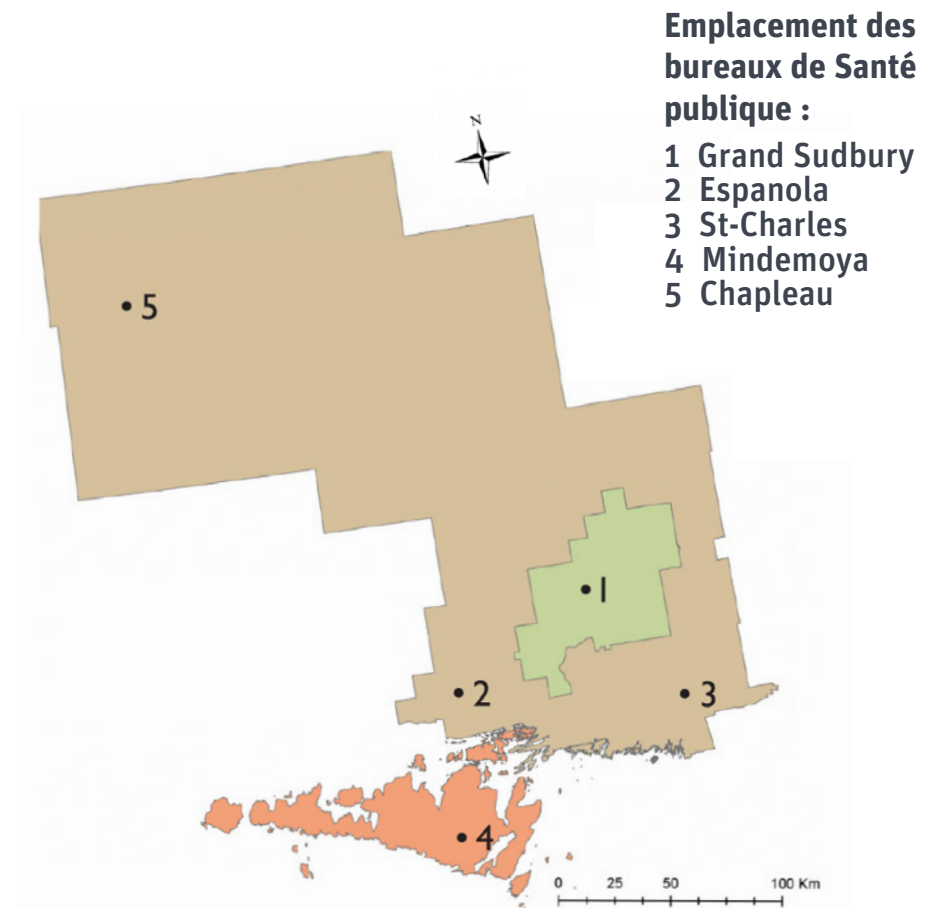 Emplacement des
bureaux de Santé
publique :
1 Grand Sudbury
2 Espanola
3 St-Charles
4 Mindemoya
5 Chapleau
N
5
1
2
3
4
0 25 50 100 Km